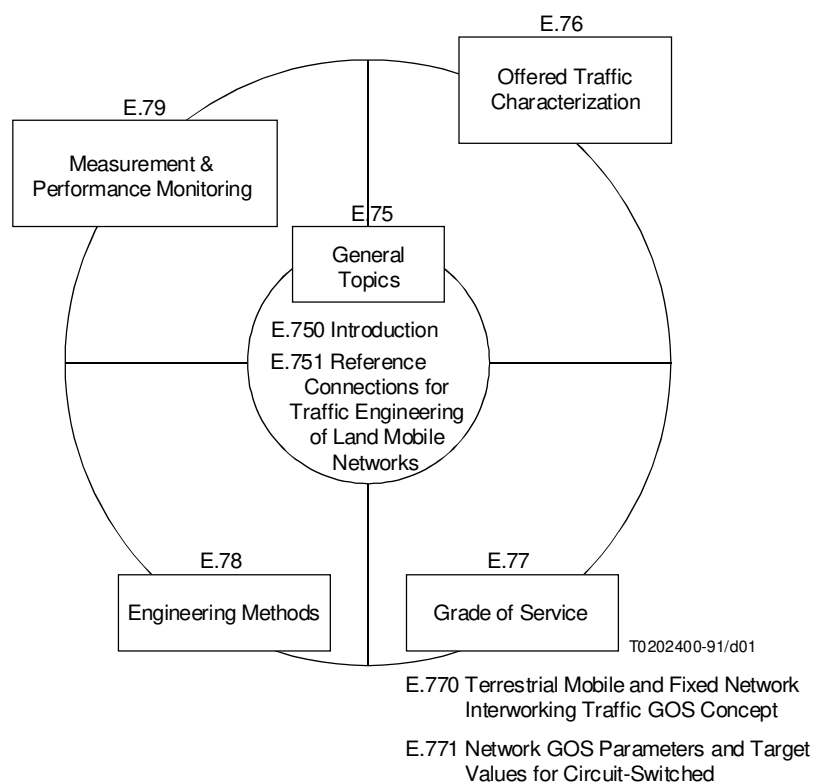 E.76
Offered Traffic
Characterization
E.79
Measurement &
Performance Monitoring
E.75
General
Topics
E.750 Introduction
E.751 Reference
Connections for
Traffic Engineering
of Land Mobile
Networks
E.78
Engineering Methods
E.77
Grade of Service
T0202400-91/d01
E.770 Terrestrial Mobile and Fixed Network
Interworking Traffic GOS Concept
E.771 Network GOS Parameters and Target
Values for Circuit-Switched